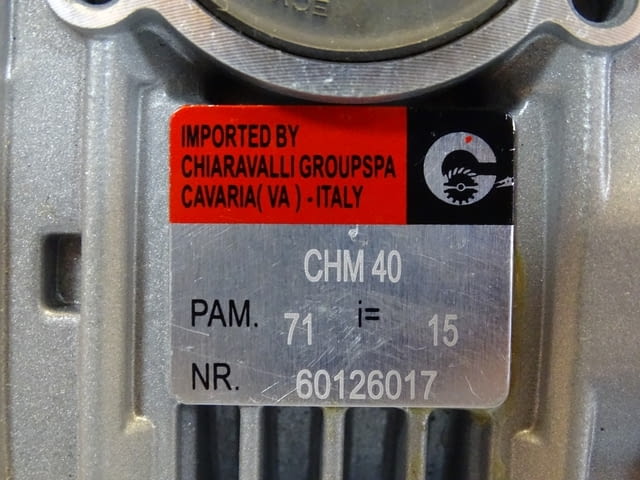 IMPORTED BY
CHIARAVALLI GROUPSPA
CAVARIA( VA ) - ITALY
CHM 40
PAM. 71 i= 15
NR. 60126017